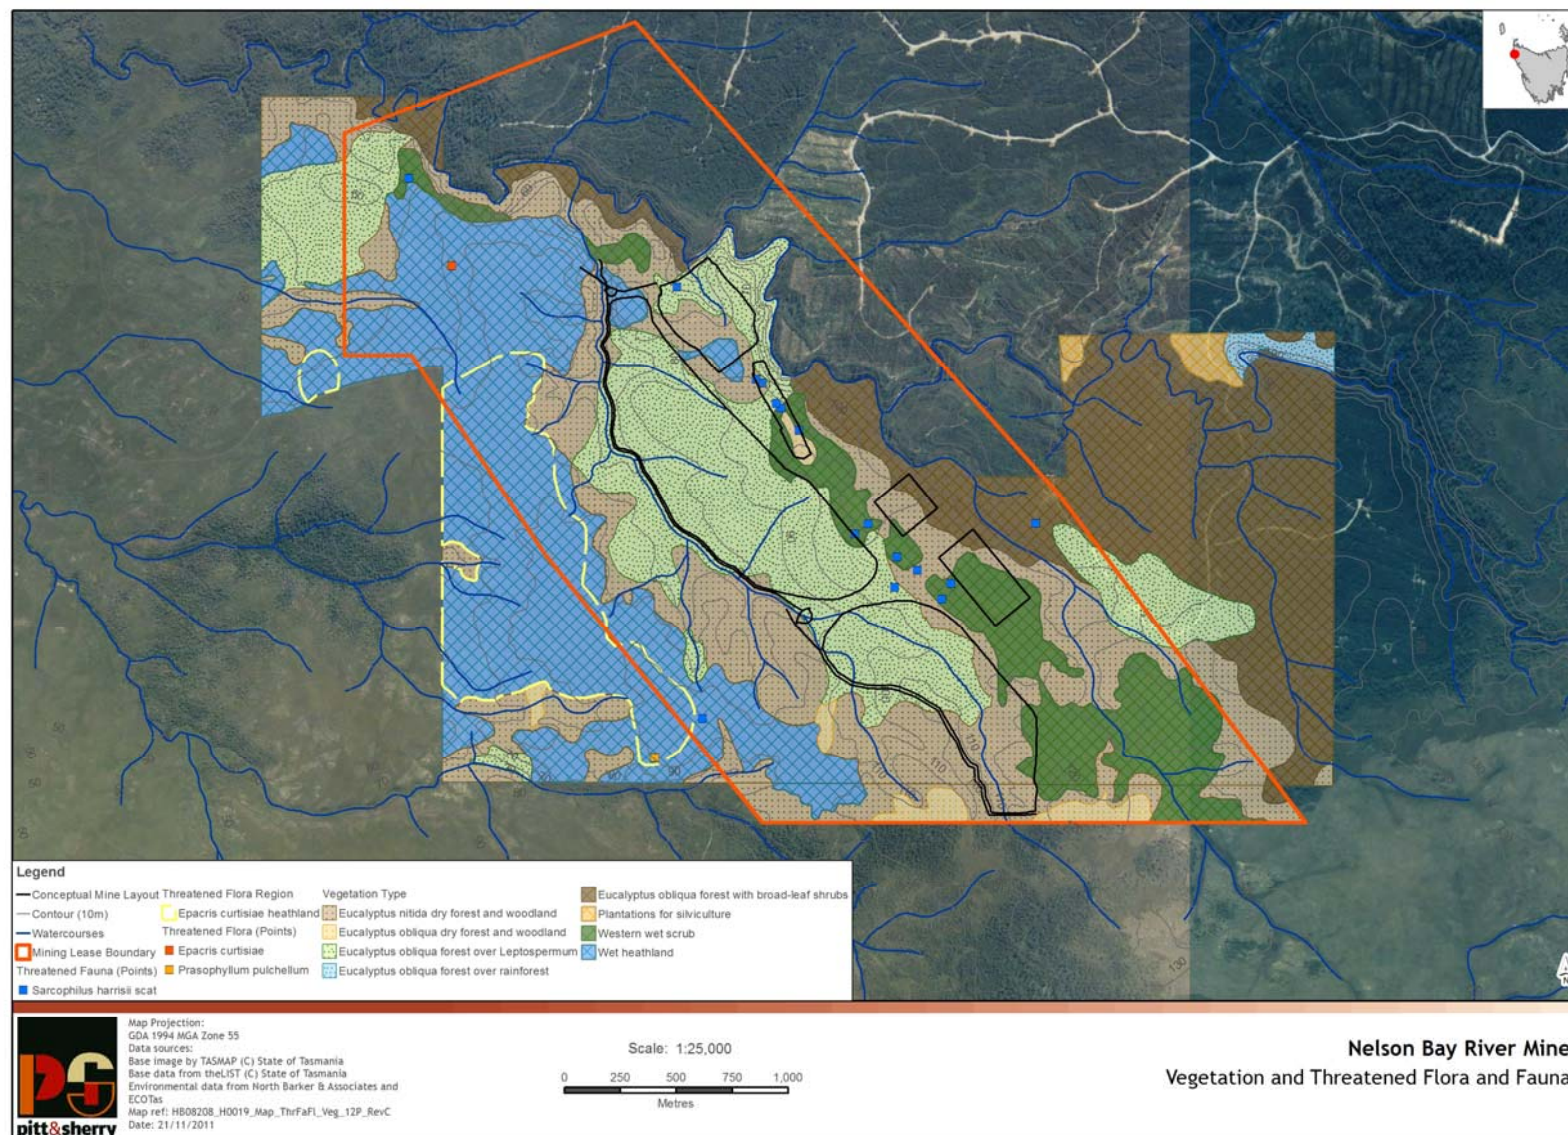 Legend
Conceptual Mine Layout
Contour (10m)
Watercourses
Mining Lease Boundary
Threatened Fauna (Points)
Sarcophilus harrisii scat
Threatened Flora Region
Epacris curtisiae heathland
Threatened Flora (Points)
Epacris curtisiae
Prasophyllum pulchellum
Vegetation Type
Eucalyptus nitida dry forest and woodland
Eucalyptus obliqua dry forest and woodland
Eucalyptus obliqua forest over Leptospermum
Eucalyptus obliqua forest over rainforest
Eucalyptus obliqua forest with broad-leaf shrubs
Plantations for silviculture
Western wet scrub
Wet heathland
110
110
90
130
N
pitt&sherry
Map Projection:
GDA 1994 MGA Zone 55
Data sources:
Base image by TASMAP (C) State of Tasmania
Base data from theLIST (C) State of Tasmania
Environmental data from North Barker & Associates and
ECOTas
Map ref: HB08208_H0019_Map_ThrFaFl_Veg_12P_RevC
Date: 21/11/2011
Scale: 1:25,000
0 250 500 750 1,000
Metres
Nelson Bay River Mine
Vegetation and Threatened Flora and Fauna